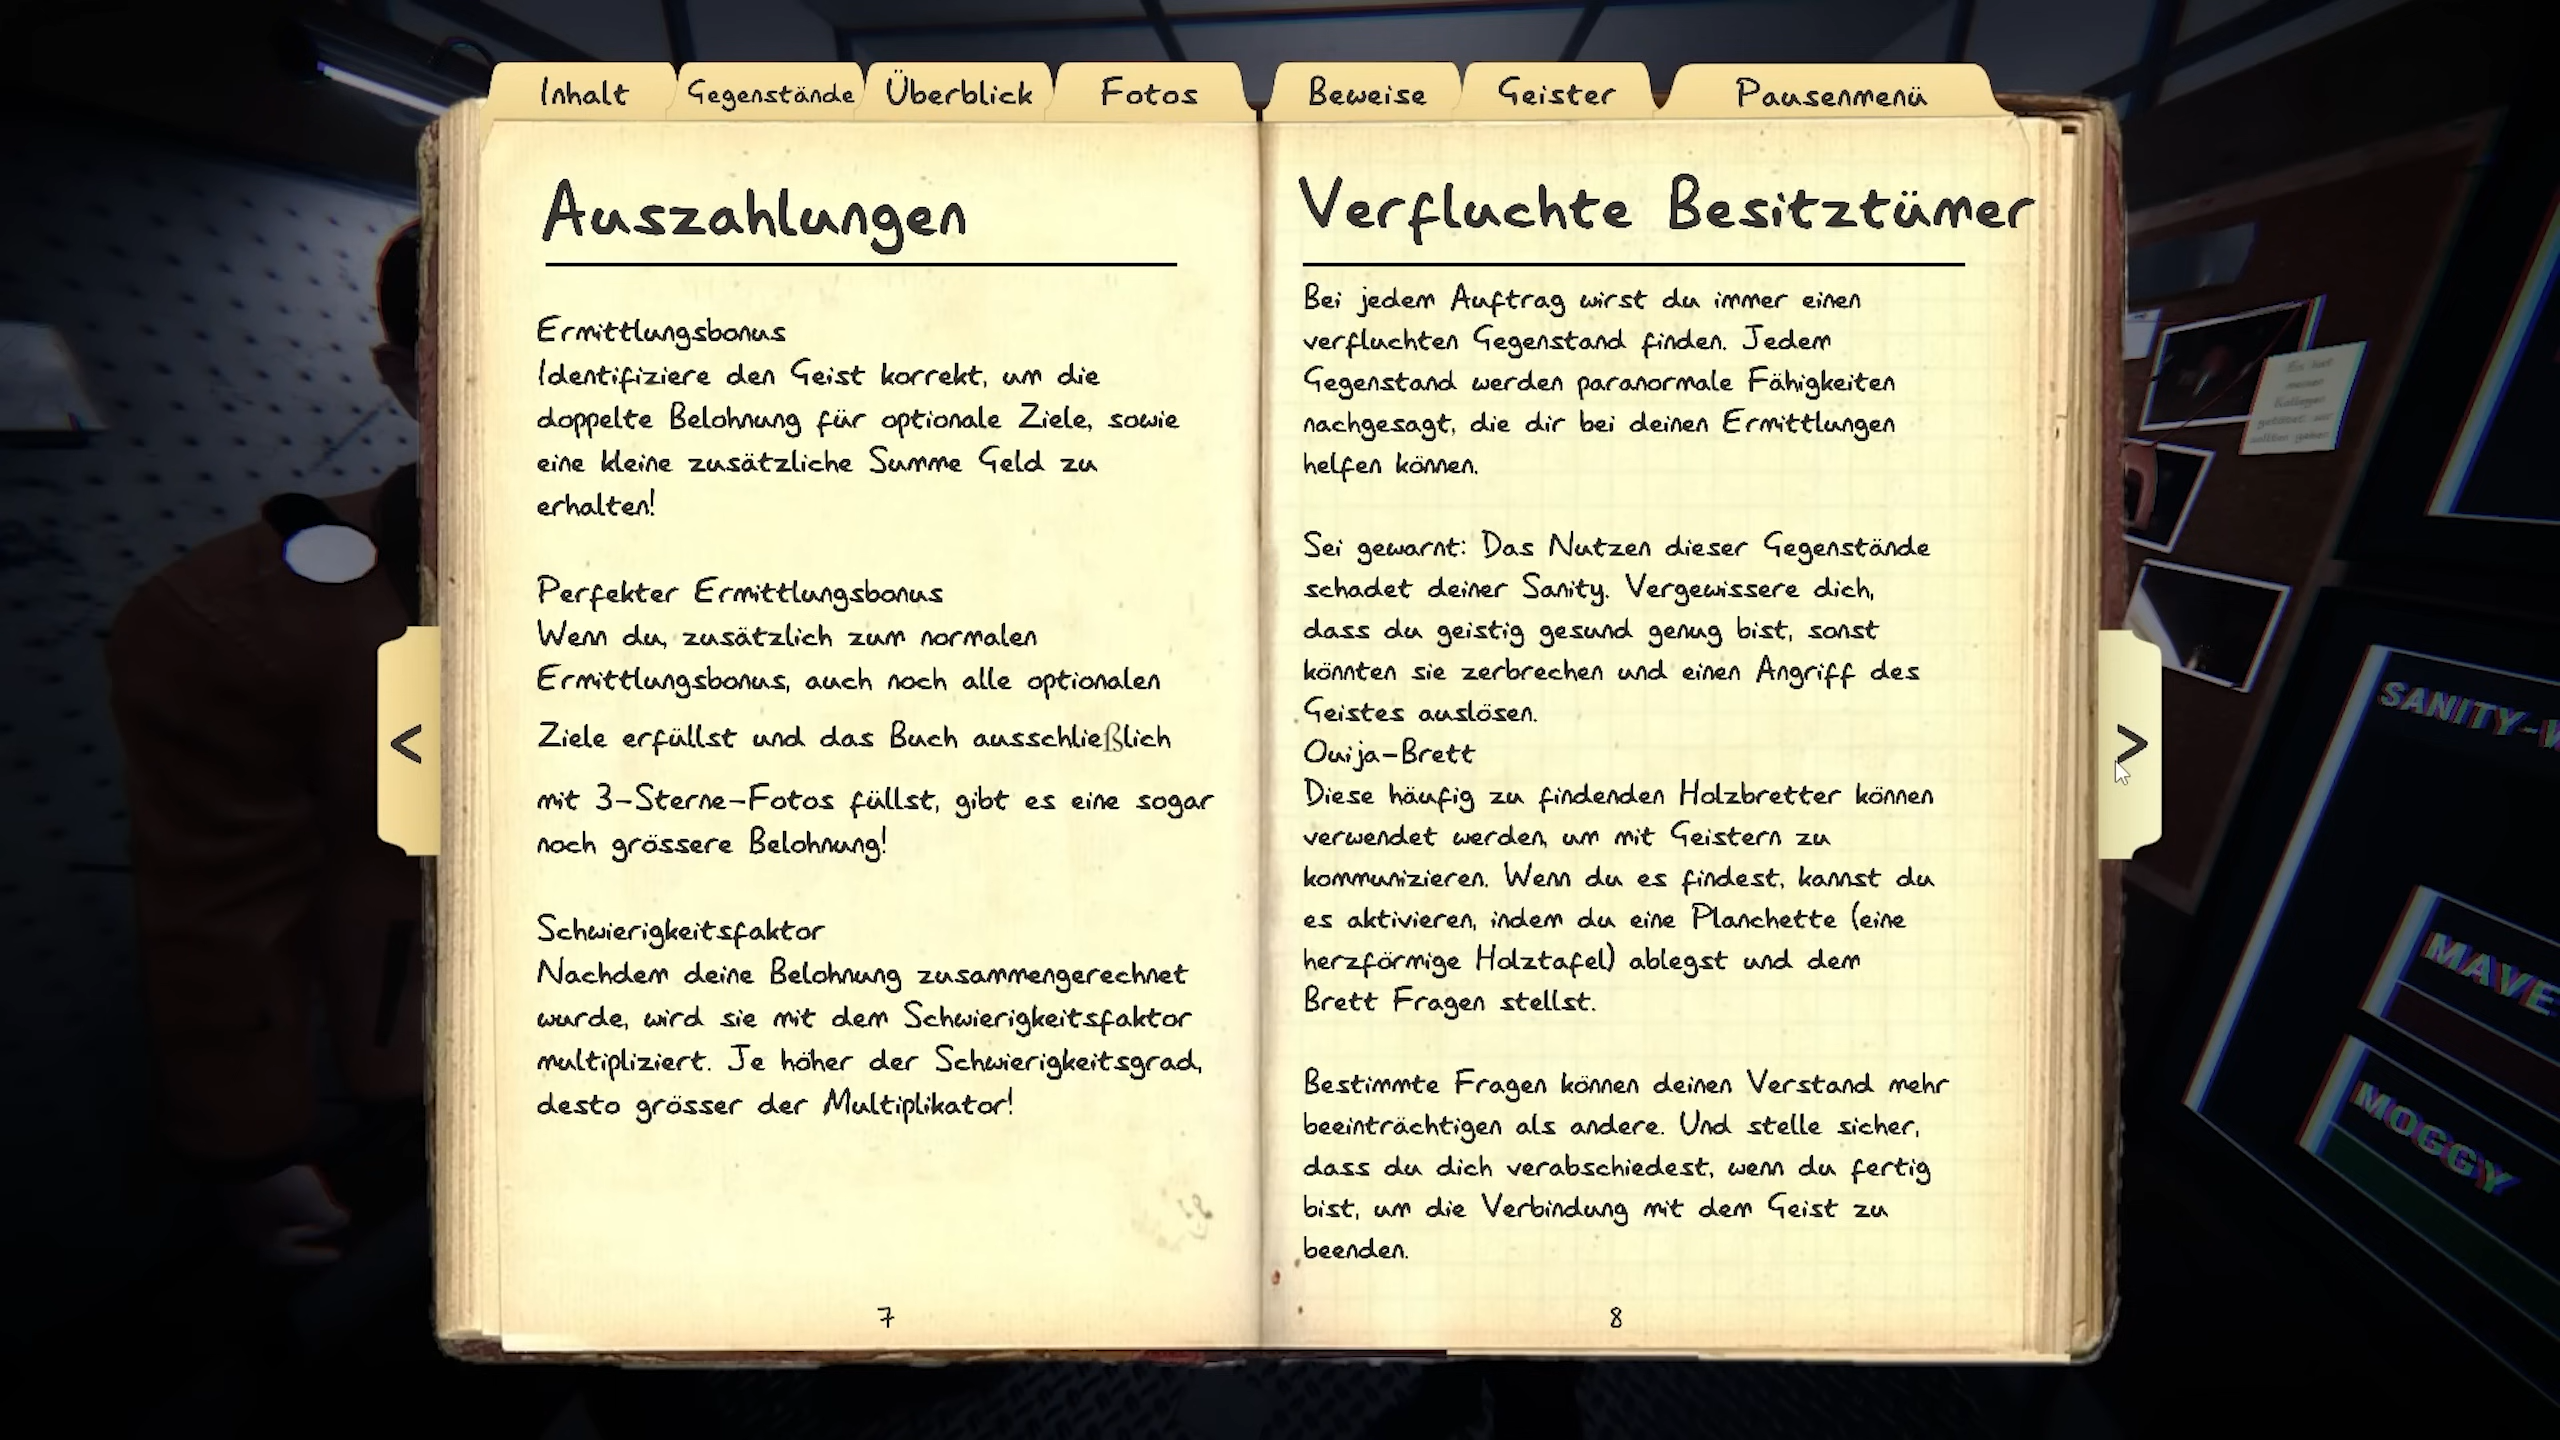 Inhalt
Gegenstände
Überblick
Fotos
Beweise
Geister
Pausenmenü
Auszahlungen
Ermittlungsbonus
Identifiziere den Geist korrekt, um die
doppelte Belohnung für optionale Ziele, sowie
eine kleine zusätzliche Summe Geld zu
erhalten!
Perfekter Ermittlungsbonus
Wenn du, zusätzlich zum normalen
Ermittlungsbonus, auch noch alle optionalen
Ziele erfüllst und das Buch ausschließlich
mit 3-Sterne-Fotos füllst, gibt es eine sogar
noch grössere Belohnung!
Schwierigkeitsfaktor
Nachdem deine Belohnung zusammengerechnet
wurde, wird sie mit dem Schwierigkeitsfaktor
multipliziert. Je höher der Schwierigkeitsgrad,
desto grösser der Multiplikator!
7
Verfluchte Besitztümer
Bei jedem Auftrag wirst du immer einen
verfluchten Gegenstand finden. Jedem
Gegenstand werden paranormale Fähigkeiten
nachgesagt, die dir bei deinen Ermittlungen
helfen können.
Sei gewarnt: Das Nutzen dieser Gegenstände
schadet deiner Sanity. Vergewissere dich,
dass du geistig gesund genug bist, sonst
könnten sie zerbrechen und einen Angriff des
Geistes auslösen.
Ouija-Brett
Diese häufig zu findenden Holzbretter können
verwendet werden, um mit Geistern zu
kommunizieren. Wenn du es findest, kannst du
es aktivieren, indem du eine Planchette (eine
herzförmige Holztafel) ablegst und dem
Brett Fragen stellst.
Bestimmte Fragen können deinen Verstand mehr
beeinträchtigen als andere. Und stelle sicher,
dass du dich verabschiedest, wenn du fertig
bist, um die Verbindung mit dem Geist zu
beenden.
8
<
>
SANITY-
MAVE
MOGGY